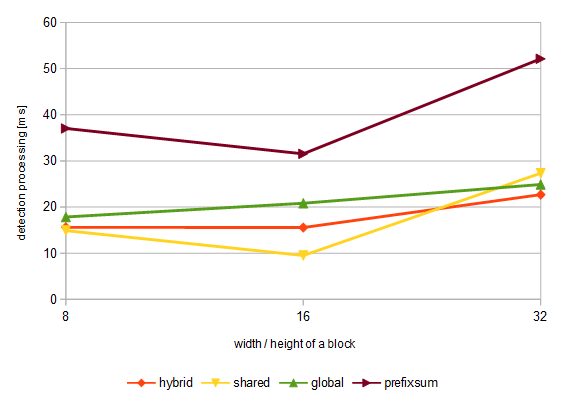 60
50
40
30
20
10
0
detection processing [ms]
8 16 32
width / height of a block
hybrid shared global prefixsum